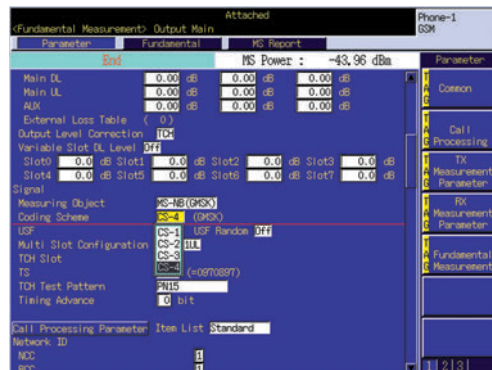 Attached
<Fundamental Measurement> Output Main
Phone-1
GSM
Parameter Fundamental MS Report
End MS Power : -43.96 dBm
Parameter
Main DL 0.00 dB 0.00 dB 0.00 dB
Main UL 0.00 dB 0.00 dB 0.00 dB
AUX 0.00 dB 0.00 dB 0.00 dB
External Loss Table ( 0)
Output Level Correction TCH
Variable Slot DL Level Off
Slot0 0.0 dB Slot1 0.0 dB Slot2 0.0 dB Slot3 0.0 dB
Slot4 0.0 dB Slot5 0.0 dB Slot6 0.0 dB Slot7 0.0 dB
Signal
Measuring Object MS-NB(GMSK)
Coding Scheme CS-4 (GMSK)
USF CS-1 USF Random Off
Multi Slot Configuration CS-2 1UL
TCH Slot CS-3
TS CS-4 (=0970897)
TCH Test Pattern PN15
Timing Advance 0 bit
Call Processing Parameter Item List Standard
Network ID
NCC 1
BCC 1
TAG Common
TAG Call Processing
TAG TX Measurement Parameter
TAG RX Measurement Parameter
TAG Fundamental Measurement
1 2 3